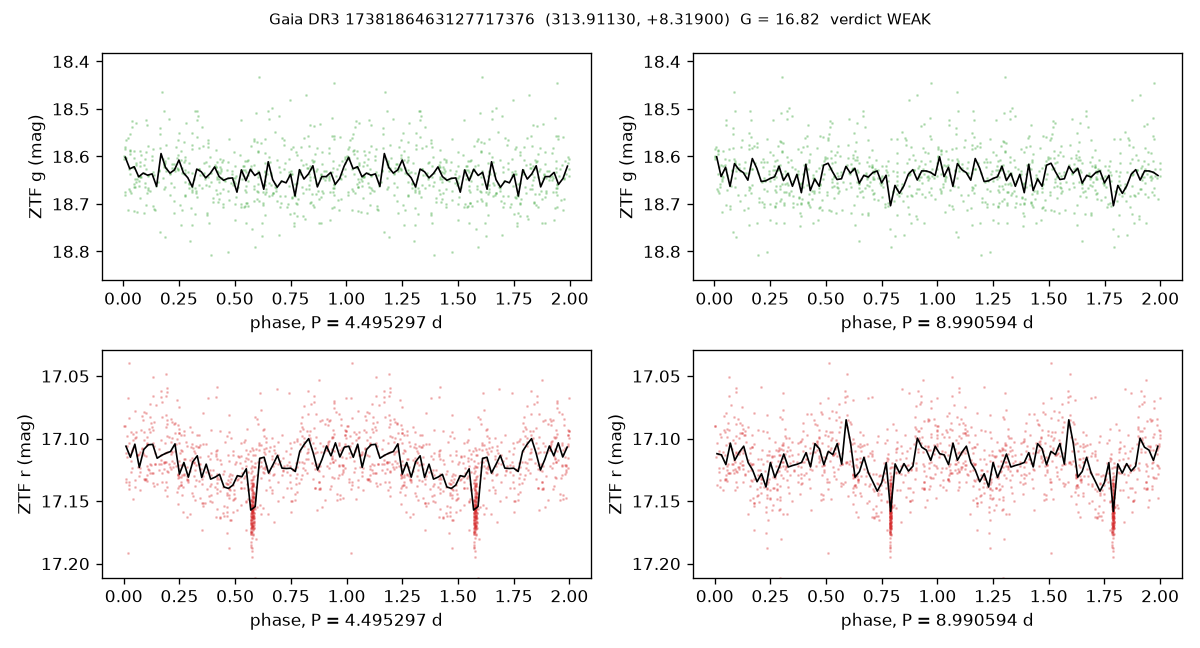 Gaia DR3 1738186463127717376 (313.91130, +8.31900) G = 16.82 verdict WEAK
18.4
18.5
18.6
18.7
18.8
ZTF g (mag)
0.00 0.25 0.50 0.75 1.00 1.25 1.50 1.75 2.00
phase, P = 4.495297 d
18.4
18.5
18.6
18.7
18.8
ZTF g (mag)
0.00 0.25 0.50 0.75 1.00 1.25 1.50 1.75 2.00
phase, P = 8.990594 d
17.05
17.10
17.15
17.20
ZTF r (mag)
0.00 0.25 0.50 0.75 1.00 1.25 1.50 1.75 2.00
phase, P = 4.495297 d
17.05
17.10
17.15
17.20
ZTF r (mag)
0.00 0.25 0.50 0.75 1.00 1.25 1.50 1.75 2.00
phase, P = 8.990594 d